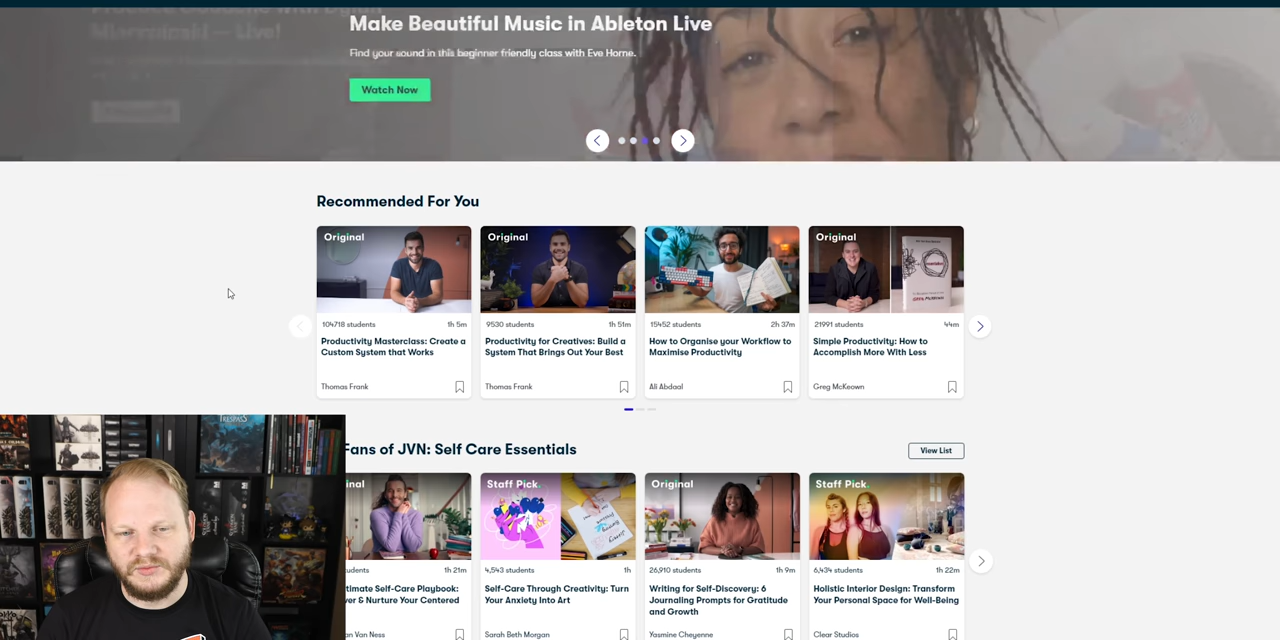 Make Beautiful Music in Ableton Live
Find your sound in this beginner friendly class with Eve Horne.
Watch Now
Recommended For You
Original
Original
Original
104718 students 1h 5m
9530 students 1h 51m
15452 students 2h 37m
21991 students 44m
Productivity Masterclass: Create a
Custom System that Works
Productivity for Creatives: Build a
System That Brings Out Your Best
How to Organise your Workflow to
Maximise Productivity
Simple Productivity: How to
Accomplish More With Less
Thomas Frank
Thomas Frank
Ali Abdaal
Greg McKeown
Fans of JVN: Self Care Essentials
View List
inal
Staff Pick.
Original
Staff Pick.
udents 1h 21m
4,543 students 1h
26,910 students 1h 9m
6,434 students 1h 22m
timate Self-Care Playbook:
ver & Nurture Your Centered
Self-Care Through Creativity: Turn
Your Anxiety Into Art
Writing for Self-Discovery: 6
Journaling Prompts for Gratitude
and Growth
Holistic Interior Design: Transform
Your Personal Space for Well-Being
an Van Ness
Sarah Beth Morgan
Yasmine Cheyenne
Clear Studios
TRESPASS